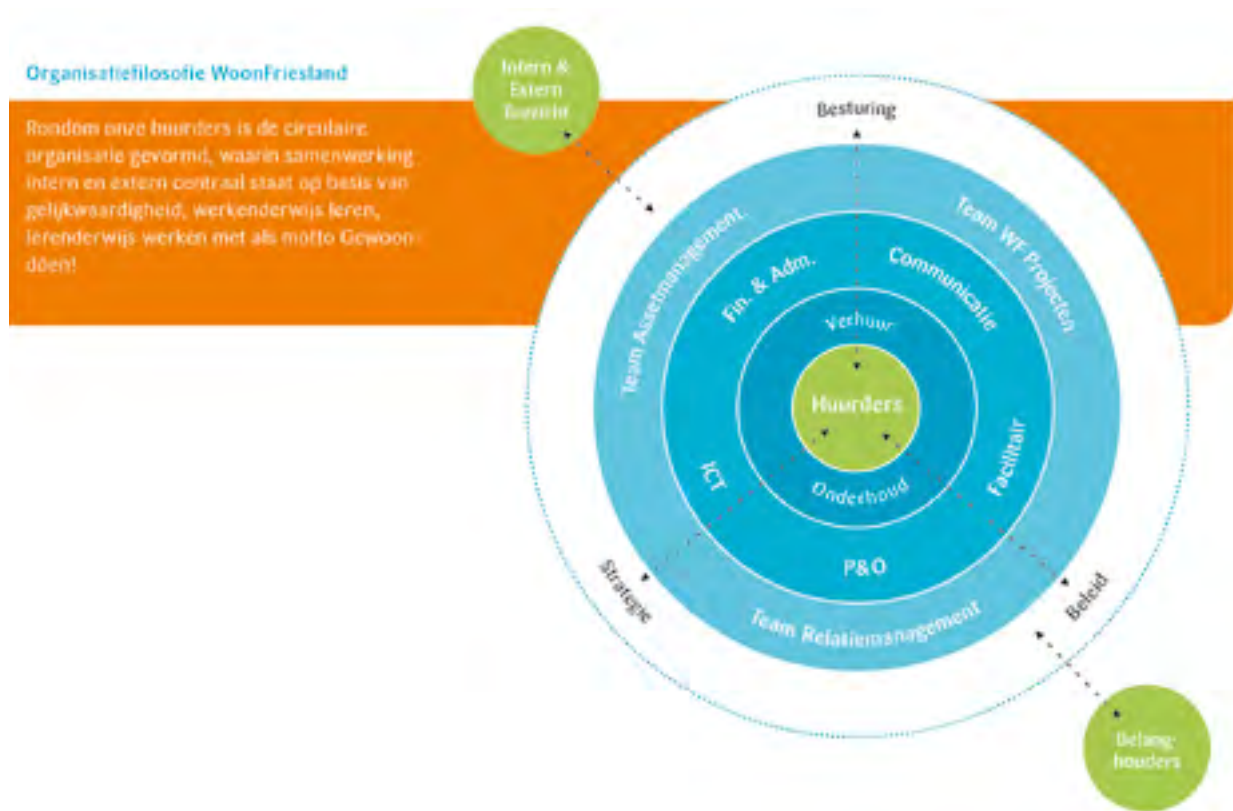 Organisatiefilosofie WoonFriesland
Rondom onze huurders is de circulaire
organisatie gevormd, waarin samenwerking
intern en extern centraal staat op basis van
gelijkwaardigheid, werkenderwijs leren,
lerenderwijs werken met als motto Gewoon
dóen!
Intern &
Extern
Besturing
Team Assetmanagement
Team WF Projecten
Fin. & Adm.
Communicatie
Verhuur
Huurders
ICT
Onderhoud
Facilitair
P&O
Strategie
Team Relatiemanagement
Beleid
Belang-
houders